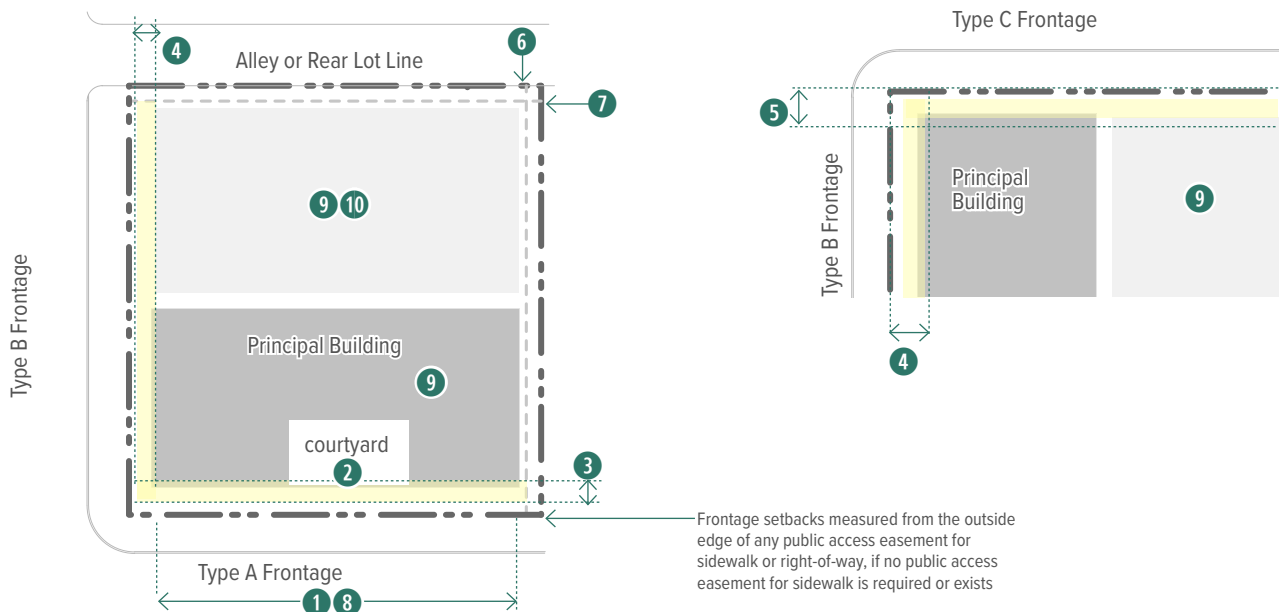 Type C Frontage
4
6
Alley or Rear Lot Line
7
5
9 10
Principal
Building
9
Type B Frontage
Type B Frontage
Principal Building
4
9
courtyard
2
3
Frontage setbacks measured from the outside
edge of any public access easement for
sidewalk or right-of-way, if no public access
easement for sidewalk is required or exists
Type A Frontage
1 8